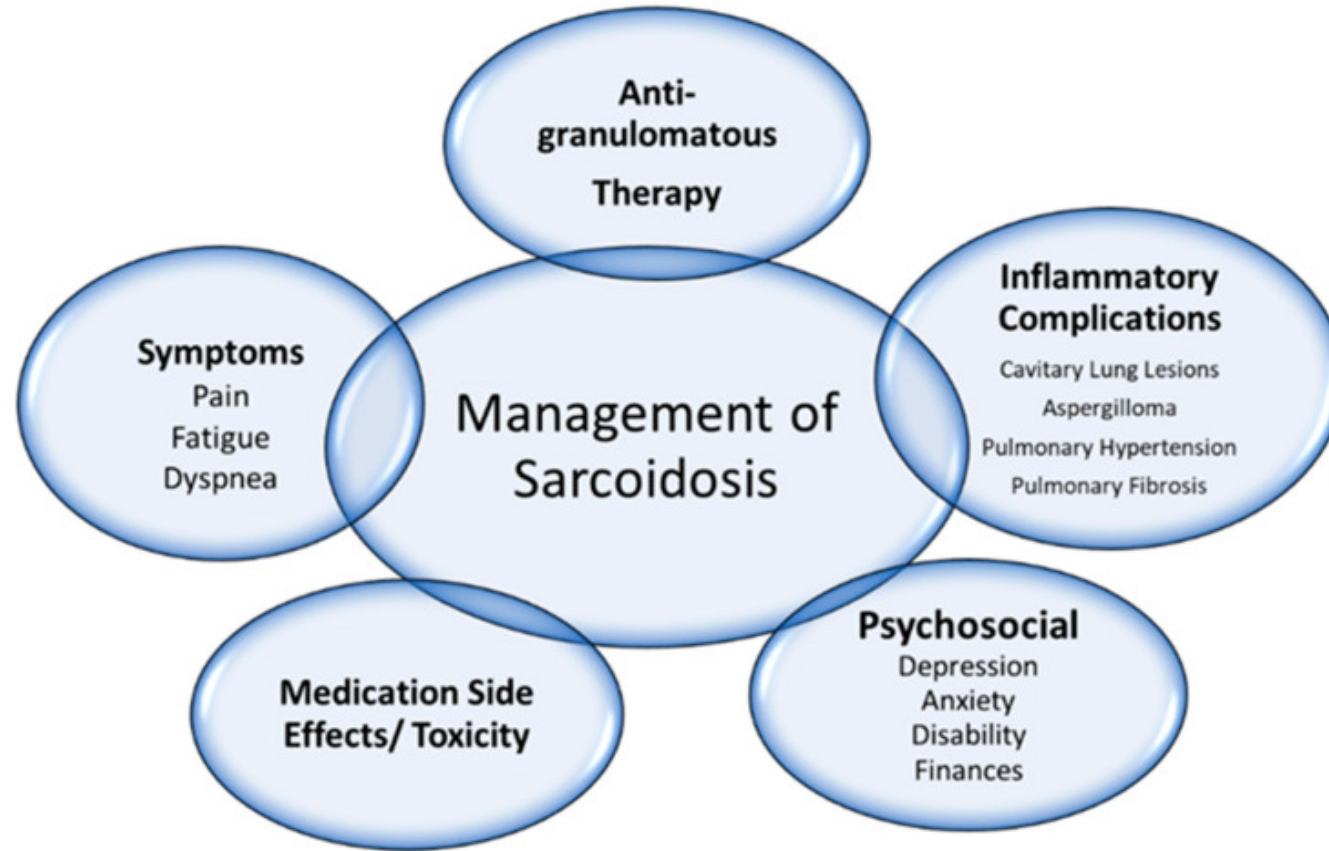 Anti-
granulomatous
Therapy
Inflammatory
Complications
Cavitary Lung Lesions
Aspergilloma
Pulmonary Hypertension
Pulmonary Fibrosis
Symptoms
Pain
Fatigue
Dyspnea
Management of
Sarcoidosis
Psychosocial
Depression
Anxiety
Disability
Finances
Medication Side
Effects/ Toxicity